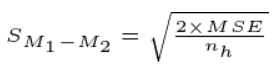 S_{M_1-M_2} = \sqrt{\frac{2 \times MSE}{n_h}}